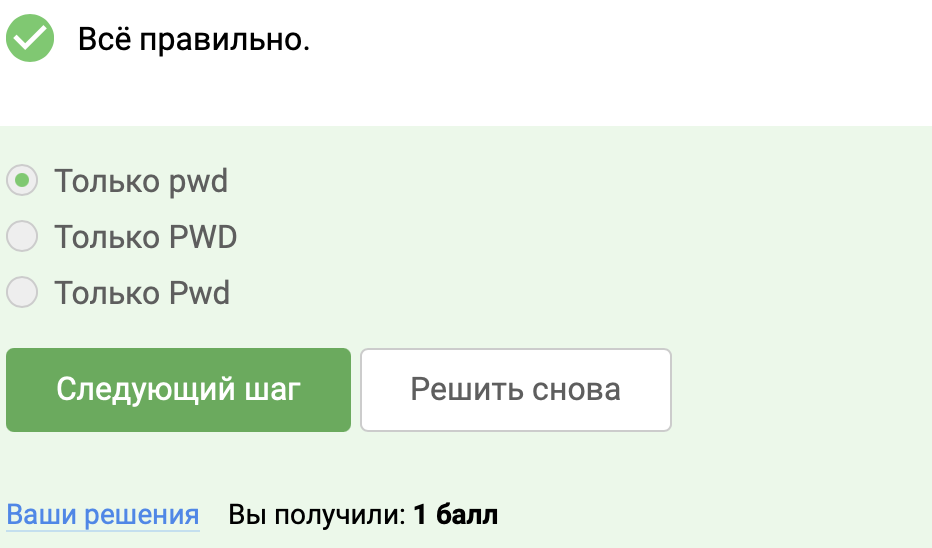 Всё правильно.
Только pwd
Только PWD
Только Pwd
Следующий шаг Решить снова
Ваши решения Вы получили: 1 балл